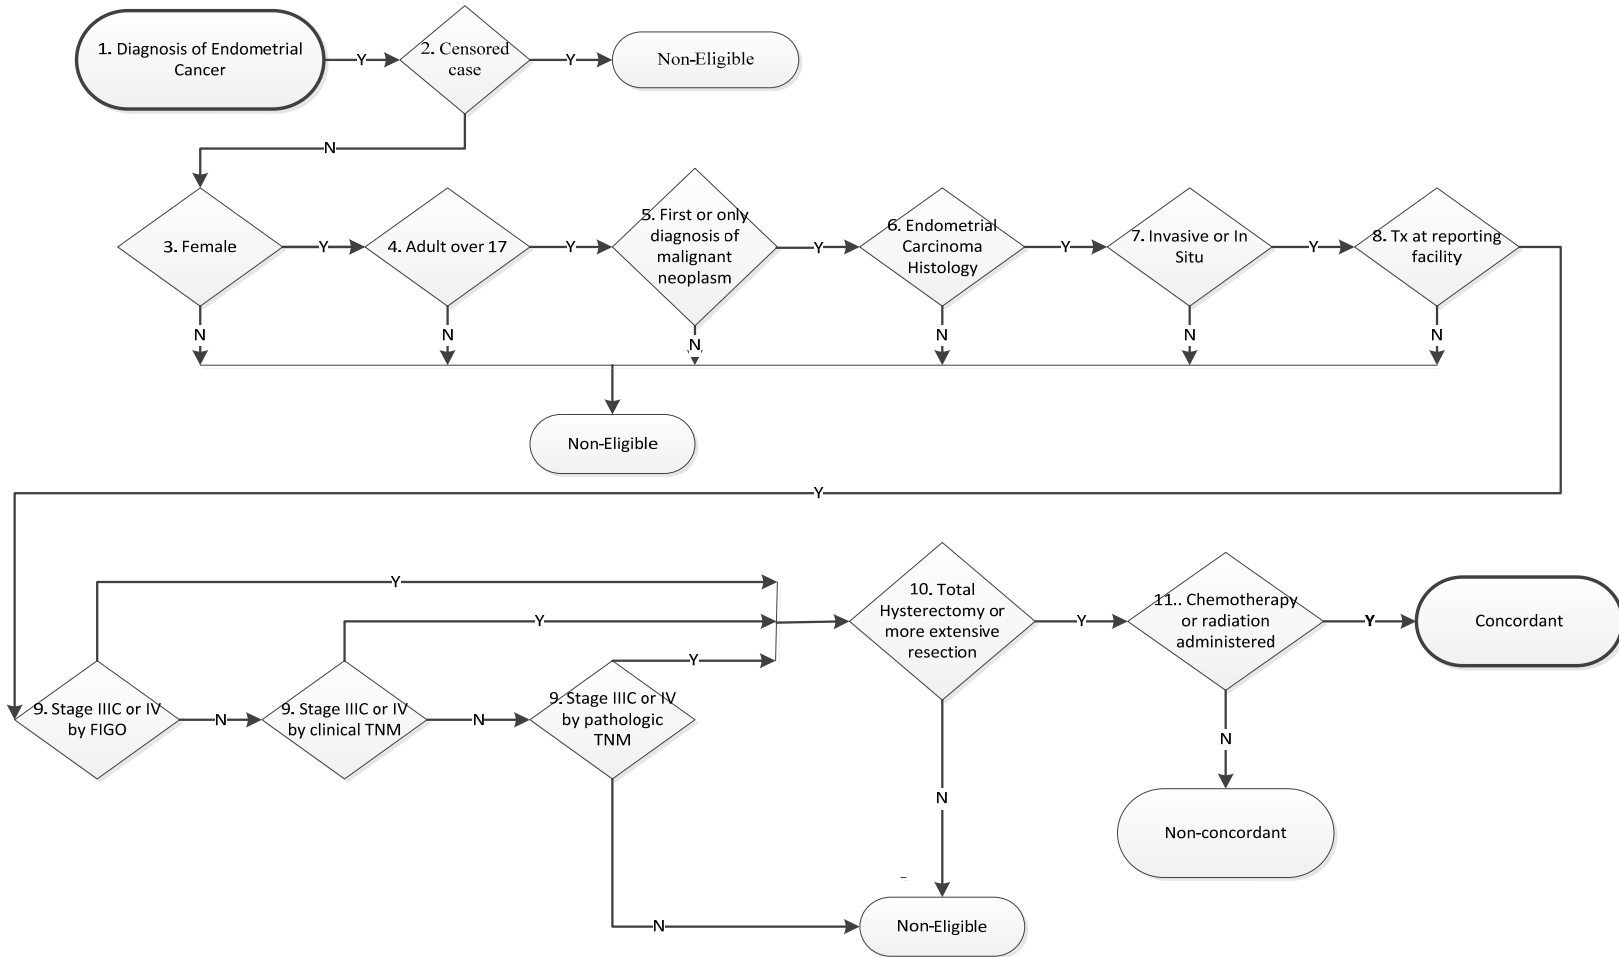 1. Diagnosis of Endometrial
Cancer
Y
2. Censored
case
Y
Non-Eligible
N
3. Female
Y
4. Adult over 17
Y
5. First or only
diagnosis of
malignant
neoplasm
Y
6. Endometrial
Carcinoma
Histology
Y
7. Invasive or In
Situ
Y
8. Tx at reporting
facility
N
N
N
N
N
N
Non-Eligible
Y
Y
Y
Y
9. Stage IIIC or IV
by FIGO
N
9. Stage IIIC or IV
by clinical TNM
N
9. Stage IIIC or IV
by pathologic
TNM
10. Total
Hysterectomy or
more extensive
resection
Y
11.. Chemotherapy
or radiation
administered
Y
Concordant
N
Non-concordant
N
N
Non-Eligible